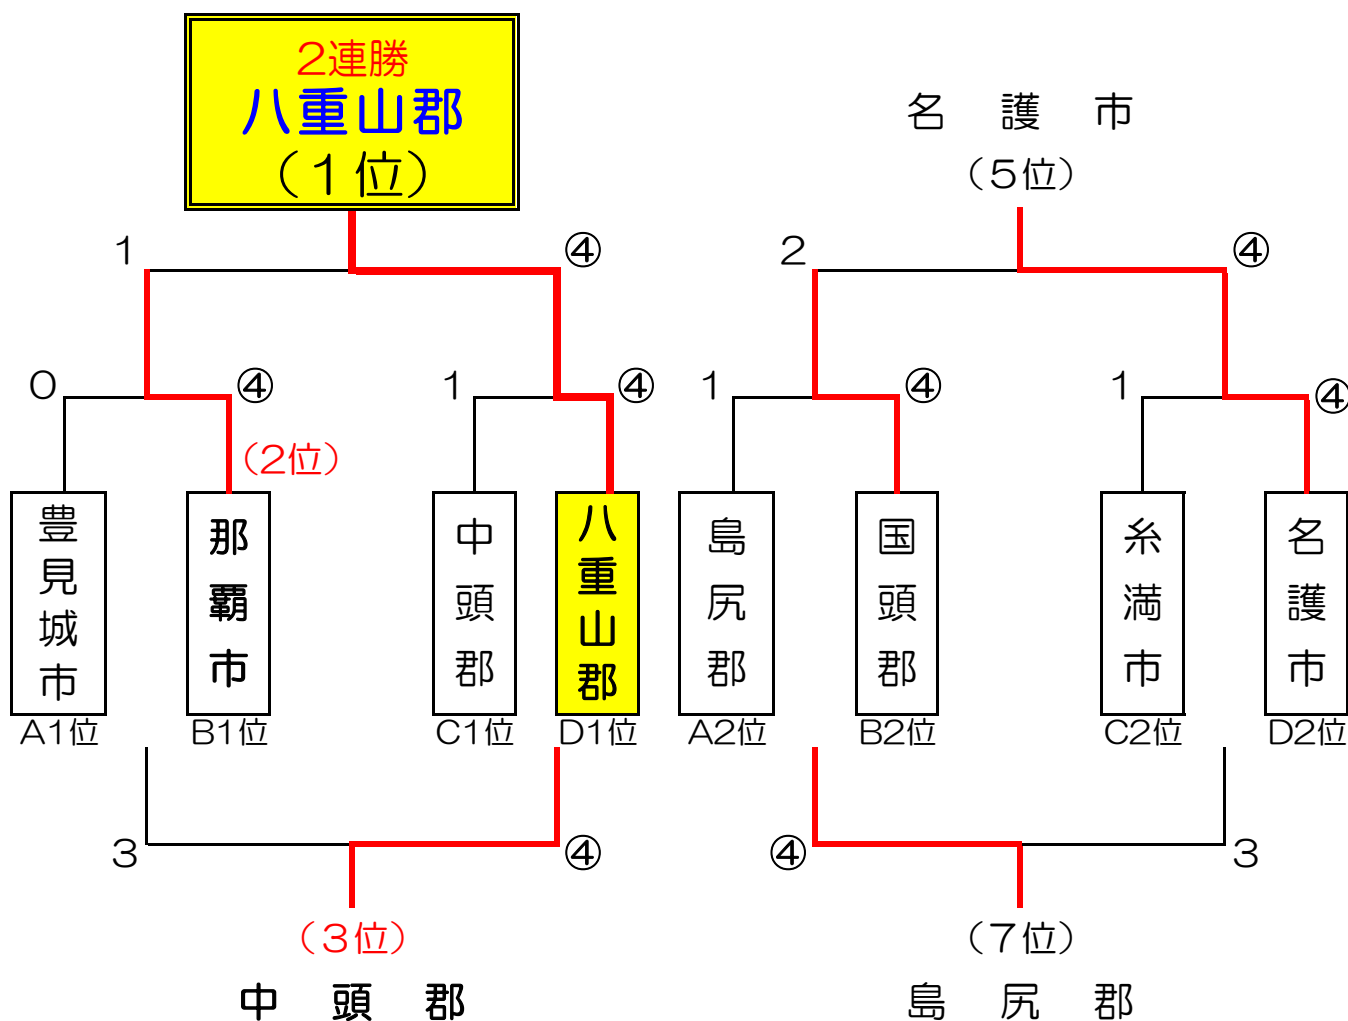 2連勝
八重山郡
（1位）
名護市
（5位）
1
④
2
④
0
④
1
④
1
④
1
④
（2位）
豊見城市
那覇市
中頭郡
八重山郡
島尻郡
国頭郡
糸満市
名護市
A1位
B1位
C1位
D1位
A2位
B2位
C2位
D2位
3
④
④
3
（3位）
（7位）
中頭郡
島尻郡